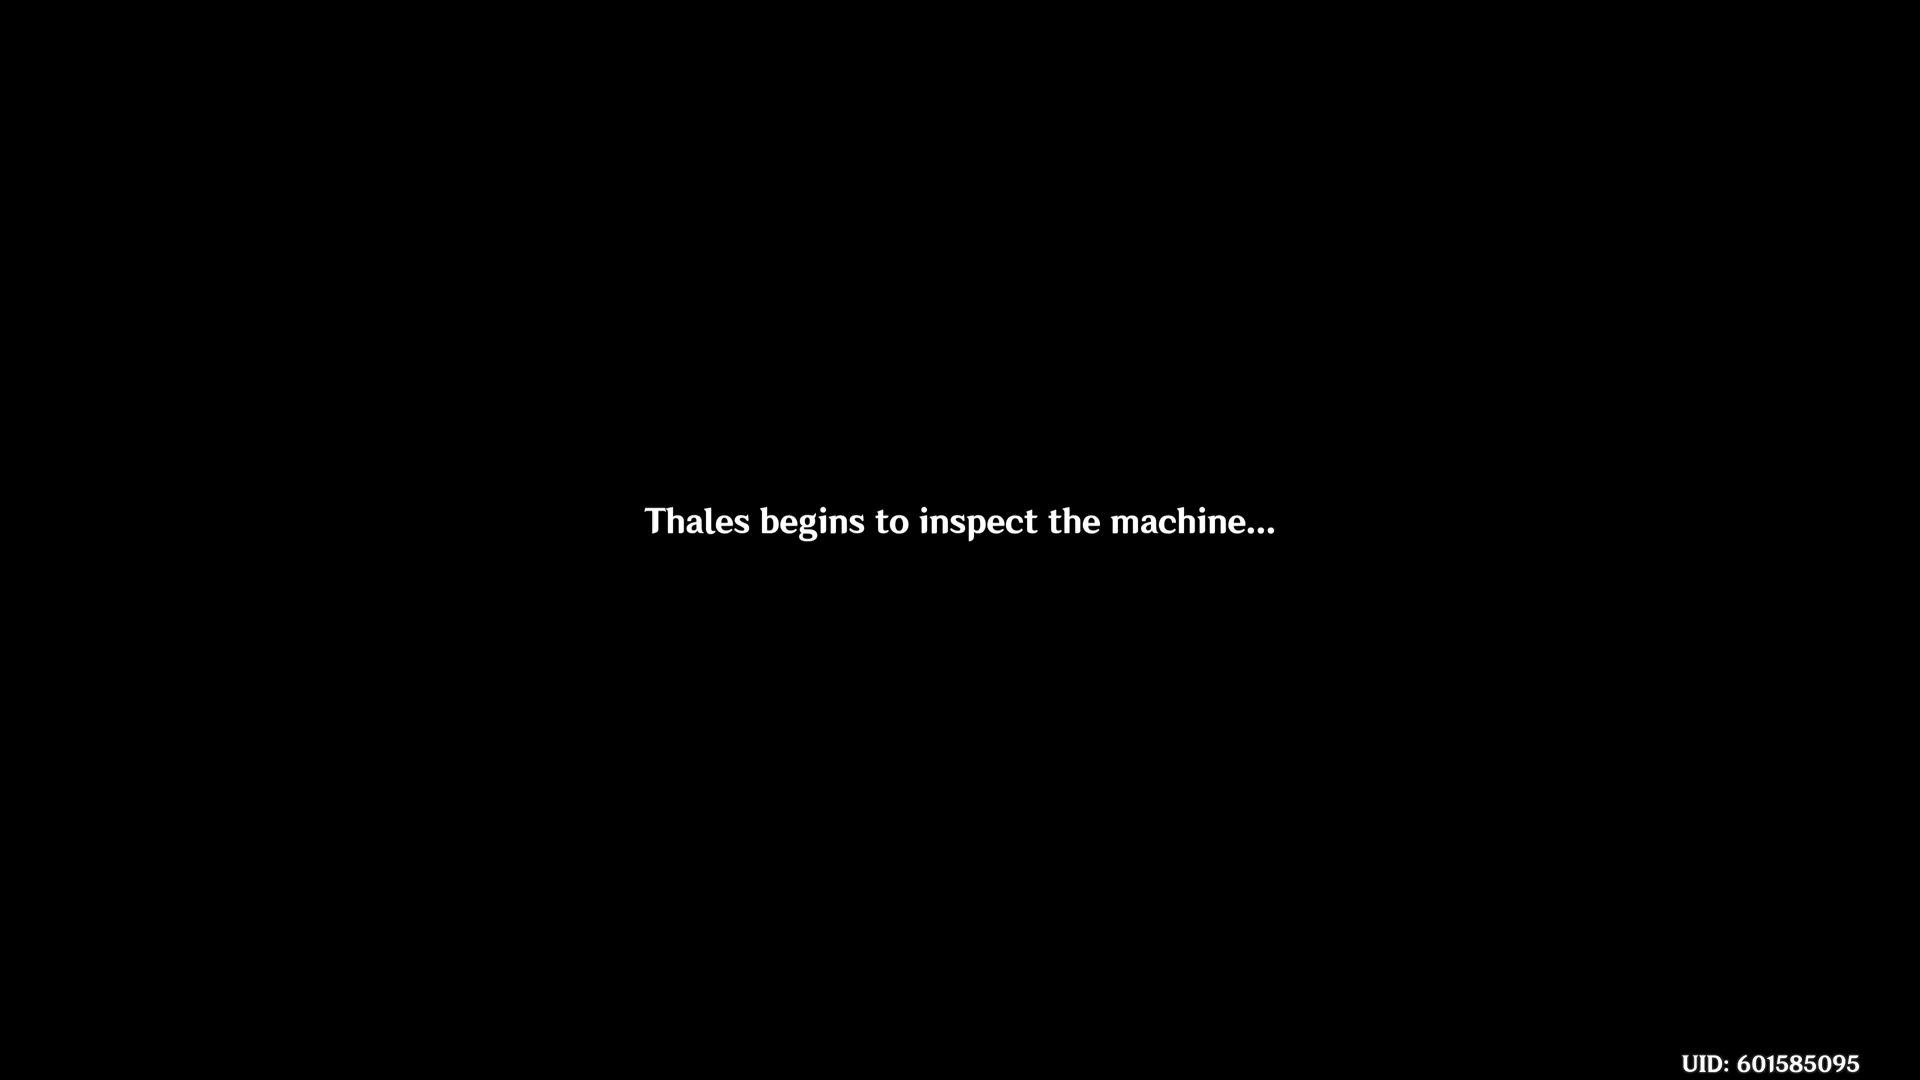 Thales begins to inspect the machine...
UID: 601585095